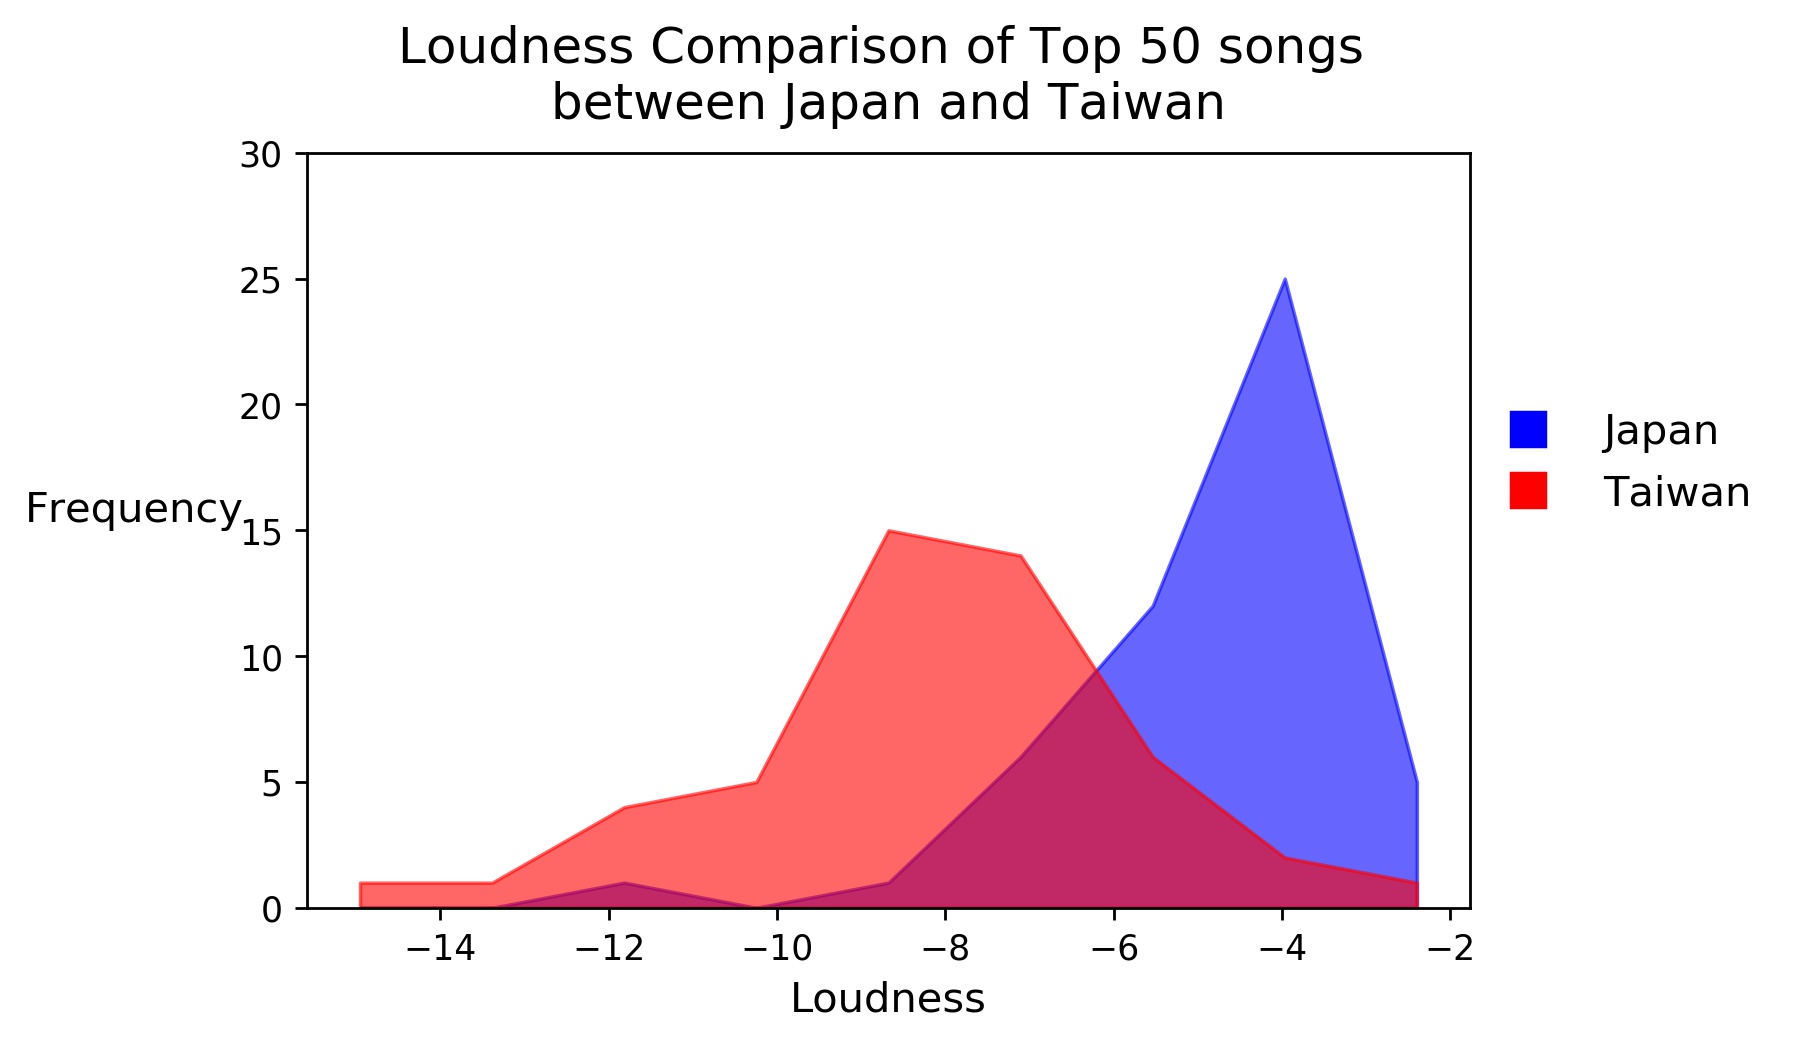 Loudness Comparison of Top 50 songs
between Japan and Taiwan
30
25
20
15
10
5
0
Frequency
−14 −12 −10 −8 −6 −4 −2
Loudness
Japan
Taiwan